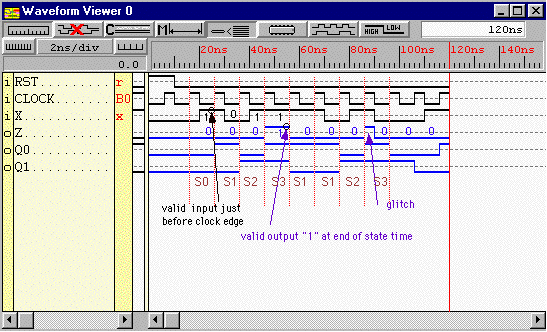 Waveform Viewer 0
HIGH LOW
120ns
2ns/div
20ns 40ns 60ns 80ns 100ns 120ns 140ns
0.0
i RST r
i CLOCK B0
i X x
1 0 1 1
o Z
0 0 0 1 0 0 0 0 0 0
o Q0
o Q1
S0 S1 S2 S3 S1 S1 S2 S3
valid input just
before clock edge
glitch
valid output "1" at end of state time